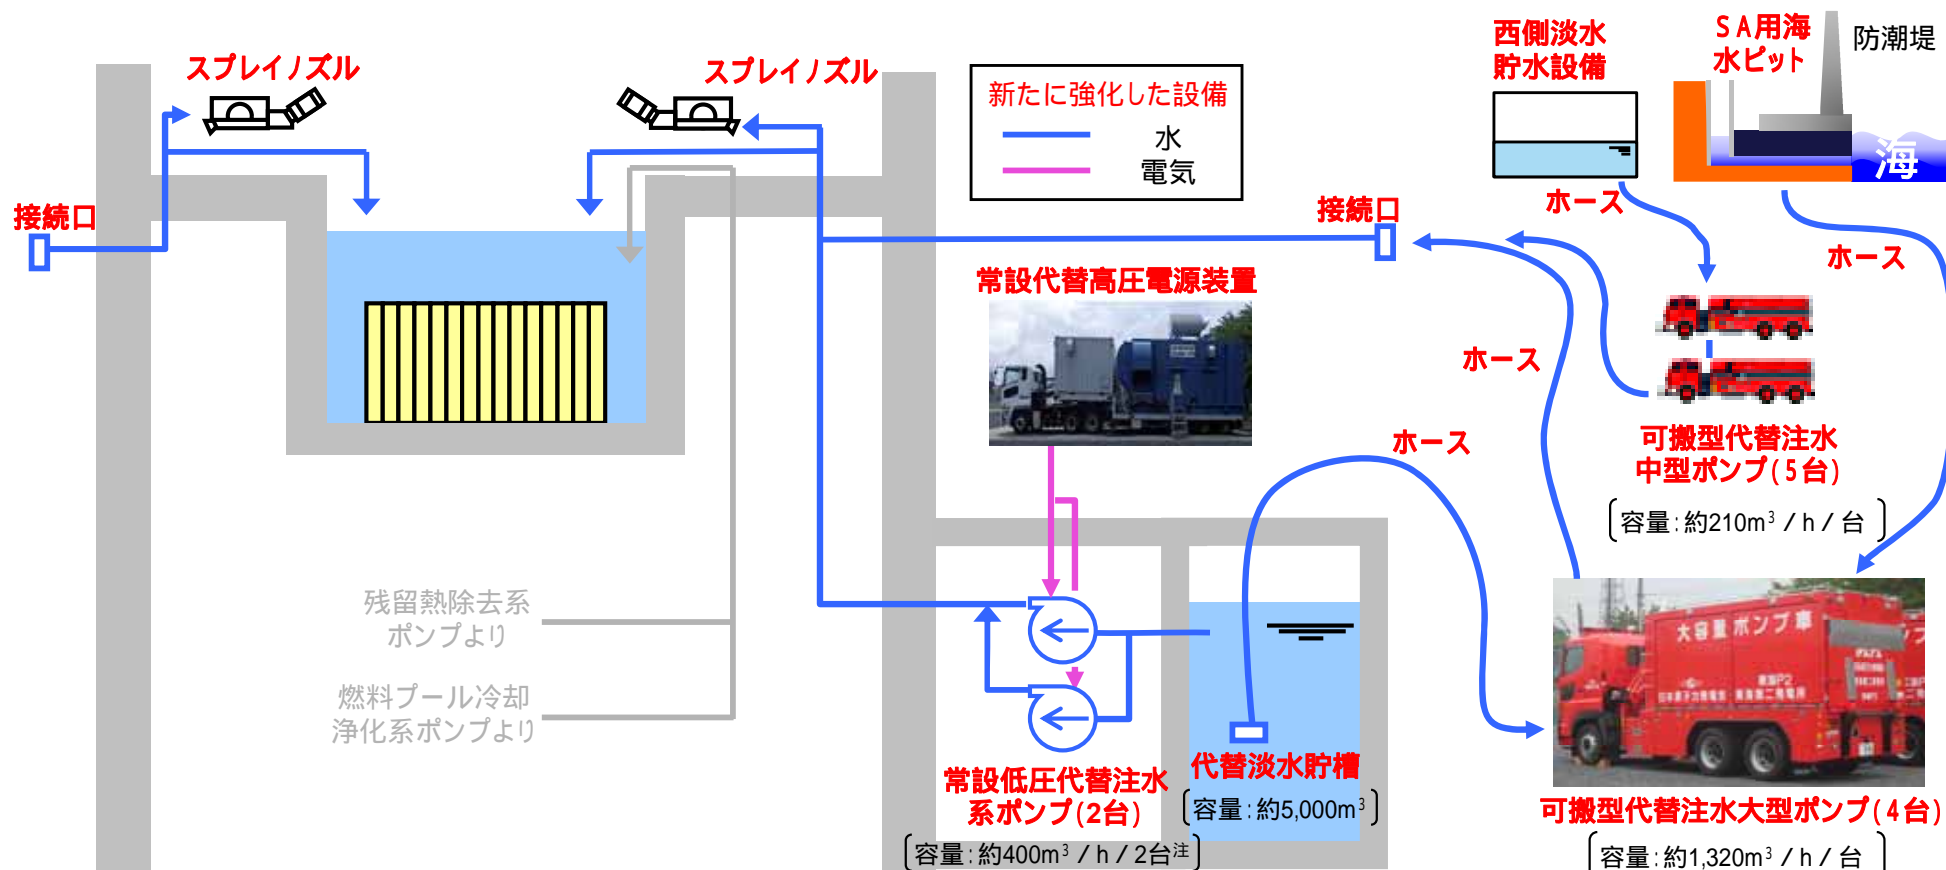 スプレイノズル
スプレイノズル
接続口
新たに強化した設備
水
電気
西側淡水
貯水設備
SA用海
水ピット
防潮堤
海
ホース
ホース
接続口
常設代替高圧電源装置
ホース
ホース
可搬型代替注水
中型ポンプ(5台)
容量:約210m³/h/台
残留熱除去系
ポンプより
燃料プール冷却
浄化系ポンプより
常設低圧代替注水
系ポンプ(2台)
容量:約400m³/h/2台注
代替淡水貯槽
容量:約5,000m³
大容量ポンプ車
可搬型代替注水大型ポンプ(4台)
容量:約1,320m³/h/台